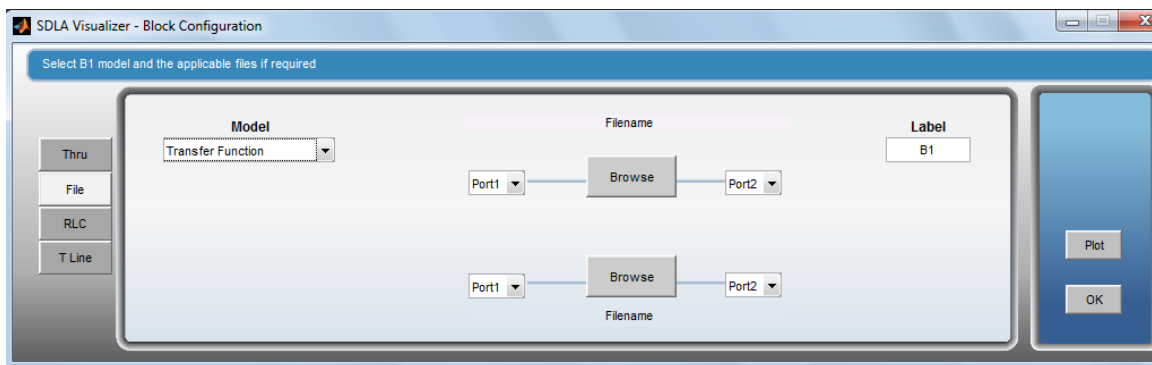 SDLA Visualizer - Block Configuration
Select B1 model and the applicable files if required
Thru
File
RLC
T Line
Model
Transfer Function
Filename
Port1
Browse
Port2
Port1
Browse
Port2
Filename
Label
B1
Plot
OK